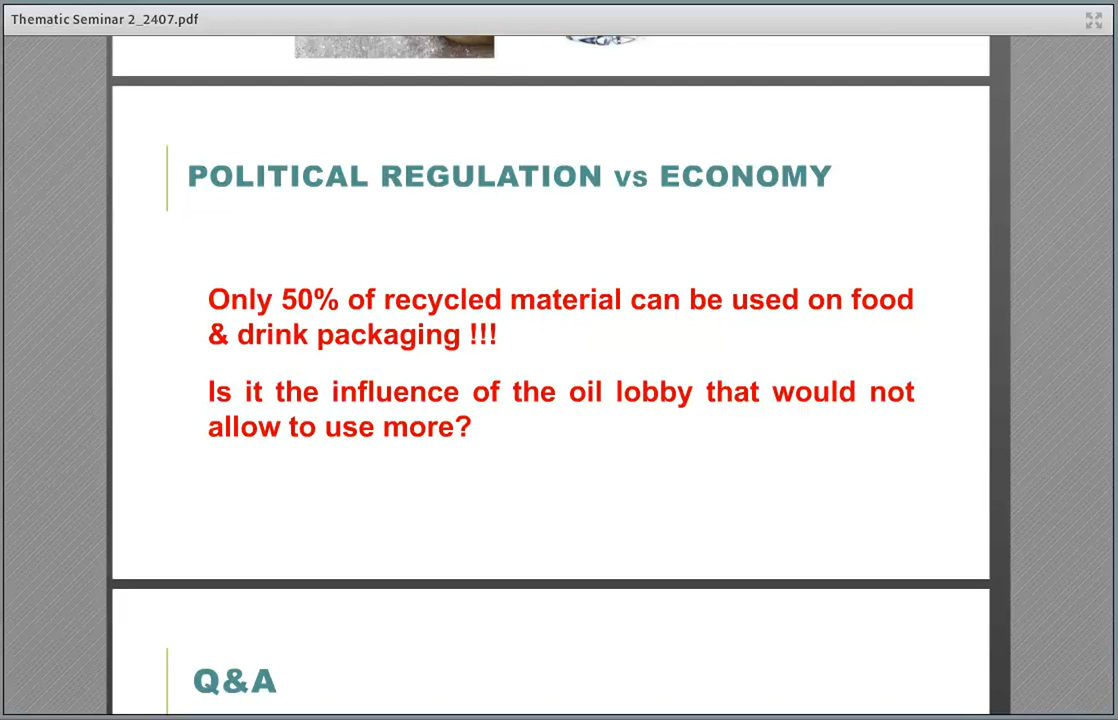 Thematic Seminar 2_2407.pdf
POLITICAL REGULATION vs ECONOMY
Only 50% of recycled material can be used on food
& drink packaging !!!
Is it the influence of the oil lobby that would not
allow to use more?
Q&A